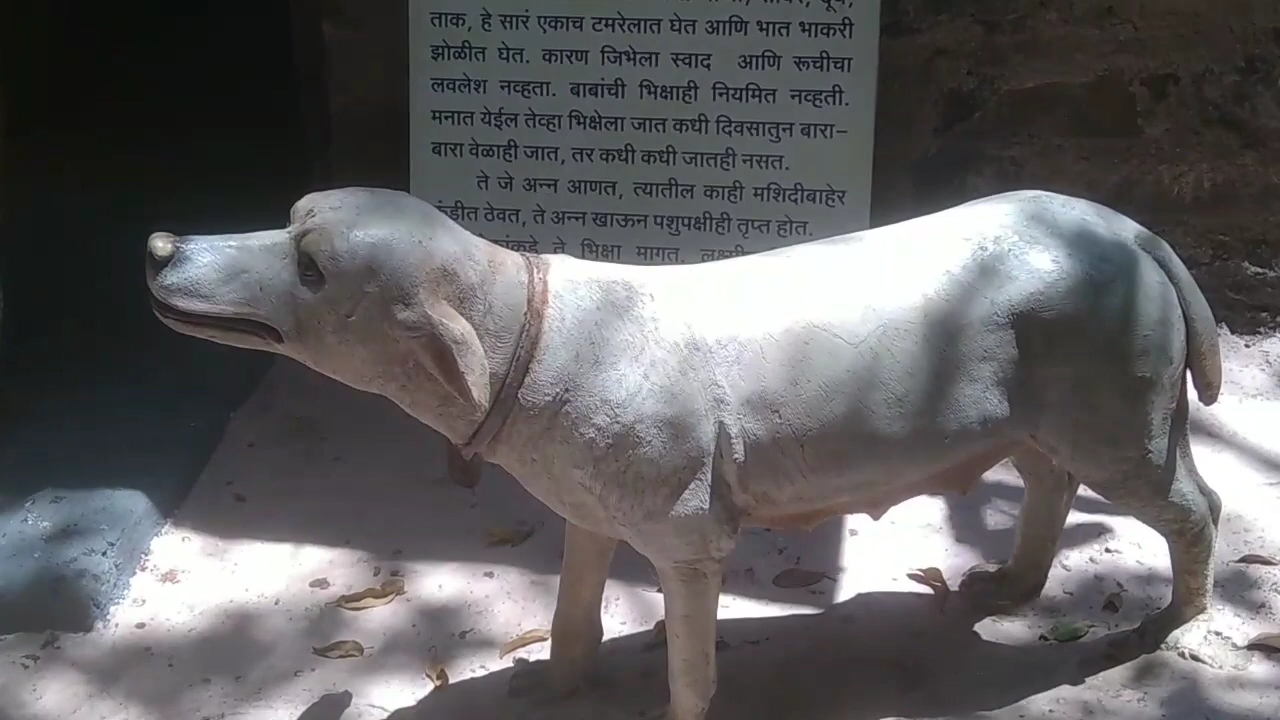 ताक, हे सारं एकाच टमरेलात घेत आणि भात भाकरी
झोळीत घेत. कारण जिभेला स्वाद आणि रूचीचा
लवलेश नव्हता. बाबांची भिक्षाही नियमित नव्हती.
मनात येईल तेव्हा भिक्षेला जात कधी दिवसातुन बारा–
बारा वेळाही जात, तर कधी कधी जातही नसत.
ते जे अन्न आणत, त्यातील काही मशिदीबाहेर
ठेवत, ते अन्न खाऊन पशुपक्षीही तृप्त होत.
ते भिक्षा मागत.